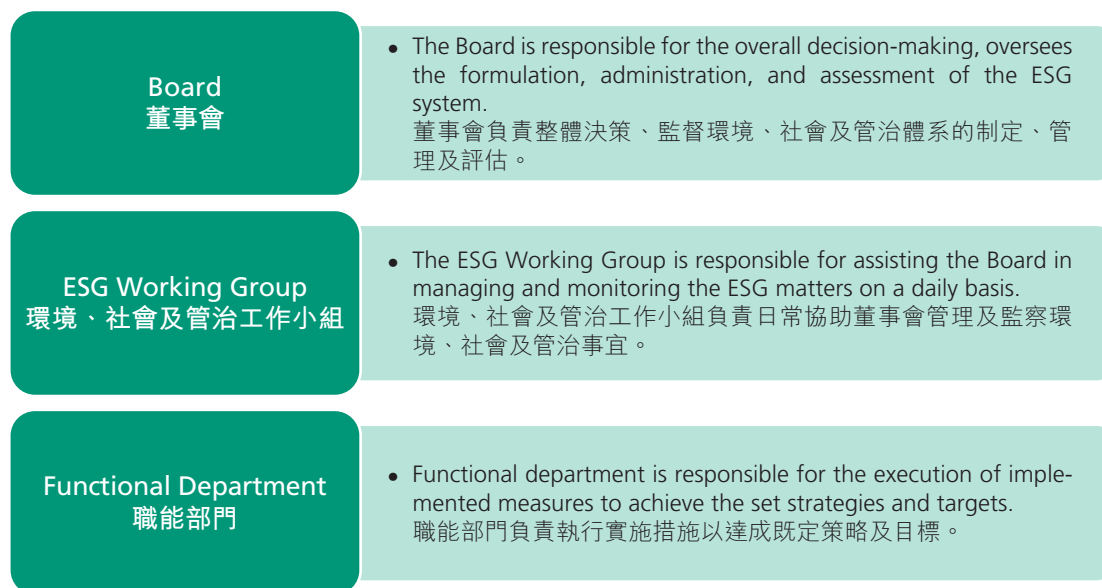 Board
董事會
• The Board is responsible for the overall decision-making, oversees
the formulation, administration, and assessment of the ESG
system.
董事會負責整體決策、監督環境、社會及管治體系的制定、管
理及評估。
ESG Working Group
環境、社會及管治工作小組
• The ESG Working Group is responsible for assisting the Board in
managing and monitoring the ESG matters on a daily basis.
環境、社會及管治工作小組負責日常協助董事會管理及監察環
境、社會及管治事宜。
Functional Department
職能部門
• Functional department is responsible for the execution of imple-
mented measures to achieve the set strategies and targets.
職能部門負責執行實施措施以達成既定策略及目標。